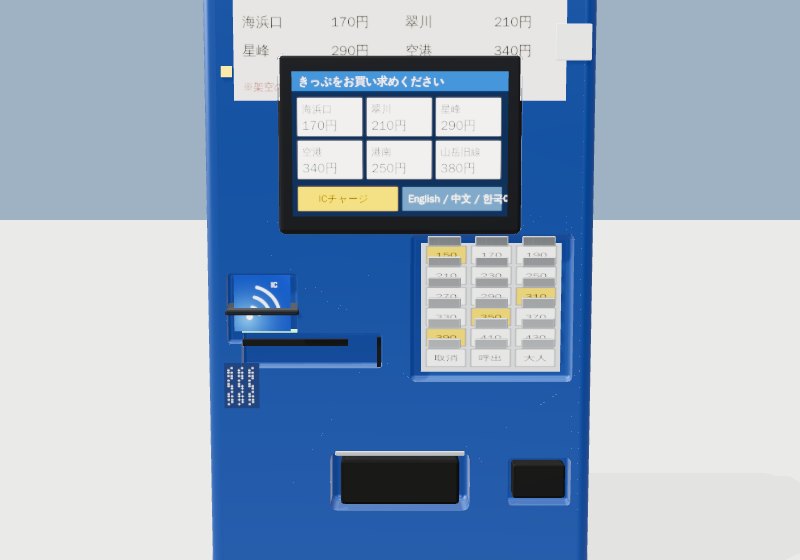 海浜口 170円 翠川 210円
星峰 290円 空港 340円
※架空
きっぷをお買い求めください
海浜口 翠川 星峰
170円 210円 290円
空港 港南 山岳旧線
340円 250円 380円
ICチャージ English / 中文 / 한국
IC
150 170 190
210 230 250
270 290 310
330 350 370
390 410 430
取消 呼出 大人